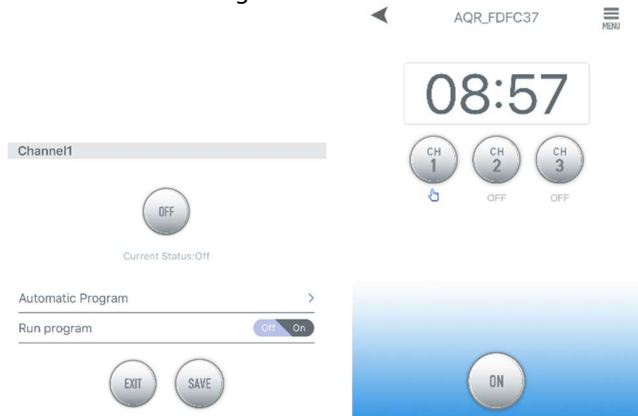 Channel1
OFF
Current Status:Off
Automatic Program >
Run program Off On
EXIT SAVE
AQR_FDFC37
MENU
08:57
CH 1 CH 2 CH 3
OFF OFF
ON